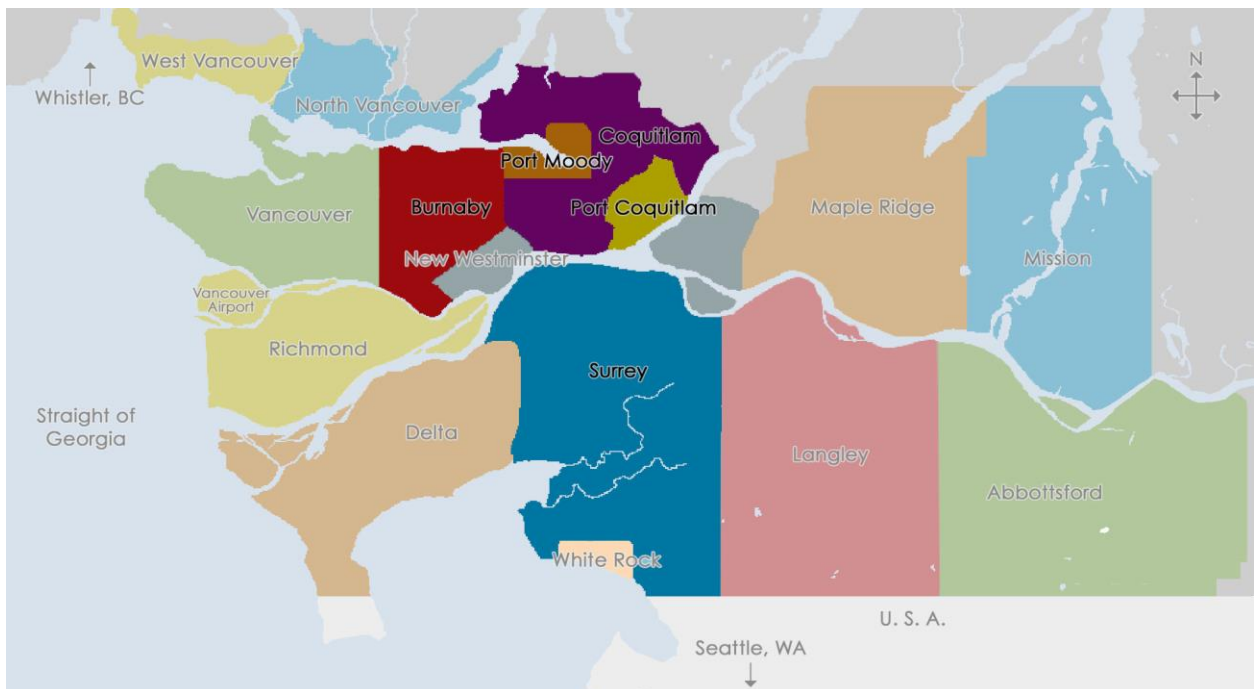 West Vancouver
N
Whistler, BC
North Vancouver
Coquitlam
Port Moody
Vancouver
Burnaby
Port Coquitlam
Maple Ridge
New Westminster
Mission
Vancouver
Airport
Richmond
Surrey
Straight of
Georgia
Delta
Langley
Abbottsford
White Rock
U. S. A.
Seattle, WA